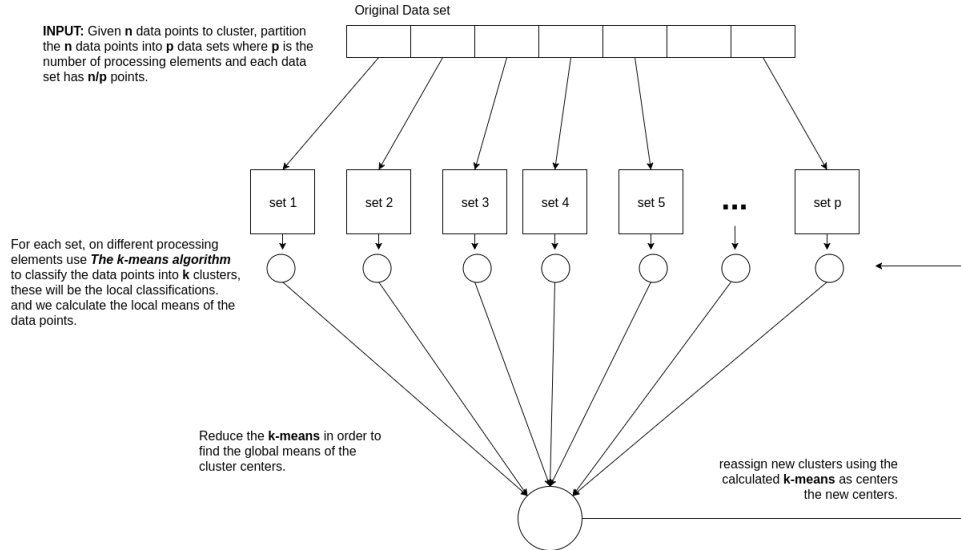 Original Data set
INPUT: Given n data points to cluster, partition
the n data points into p data sets where p is the
number of processing elements and each data
set has n/p points.
set 1
set 2
set 3
set 4
set 5
...
set p
For each set, on different processing
elements use The k-means algorithm
to classify the data points into k clusters,
these will be the local classifications.
and we calculate the local means of the
data points.
Reduce the k-means in order to
find the global means of the
cluster centers.
reassign new clusters using the
calculated k-means as centers
the new centers.